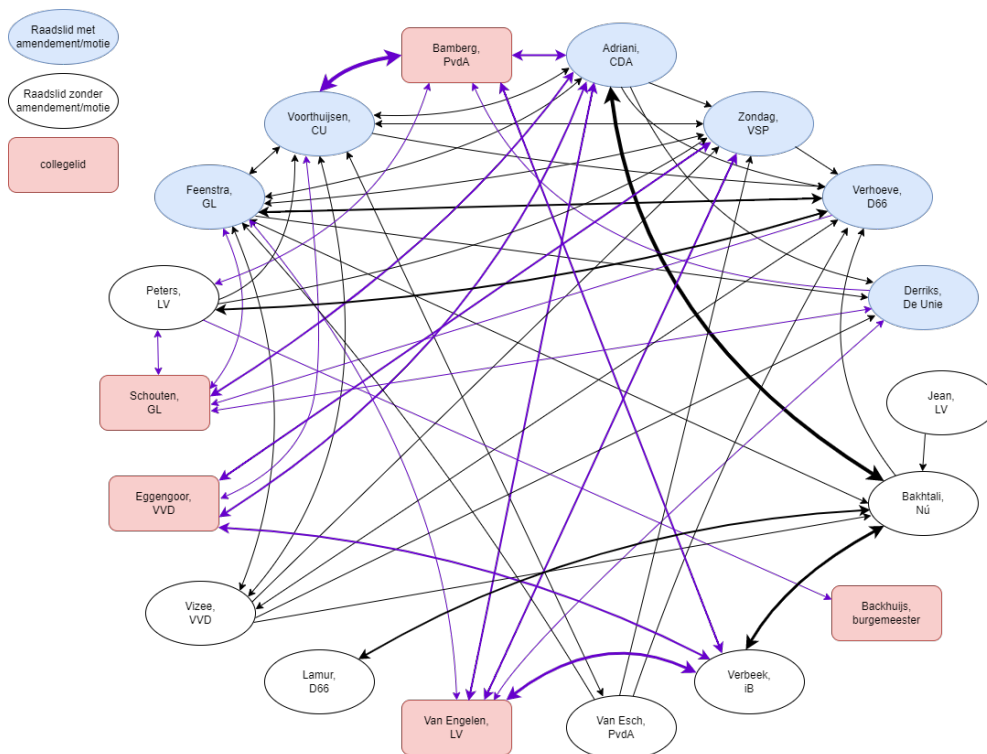 Raadslid met
amendement/motie
Raadslid zonder
amendement/motie
collegelid
Bamberg,
PvdA
Adriani,
CDA
Voorthuijsen,
CU
Zondag,
VSP
Feenstra,
GL
Verhoeve,
D66
Peters,
LV
Derriks,
De Unie
Schouten,
GL
Jean,
LV
Eggengoor,
VVD
Bakhtali,
Nú
Vizee,
VVD
Backhuijs,
burgemeester
Lamur,
D66
Verbeek,
iB
Van Engelen,
LV
Van Esch,
PvdA